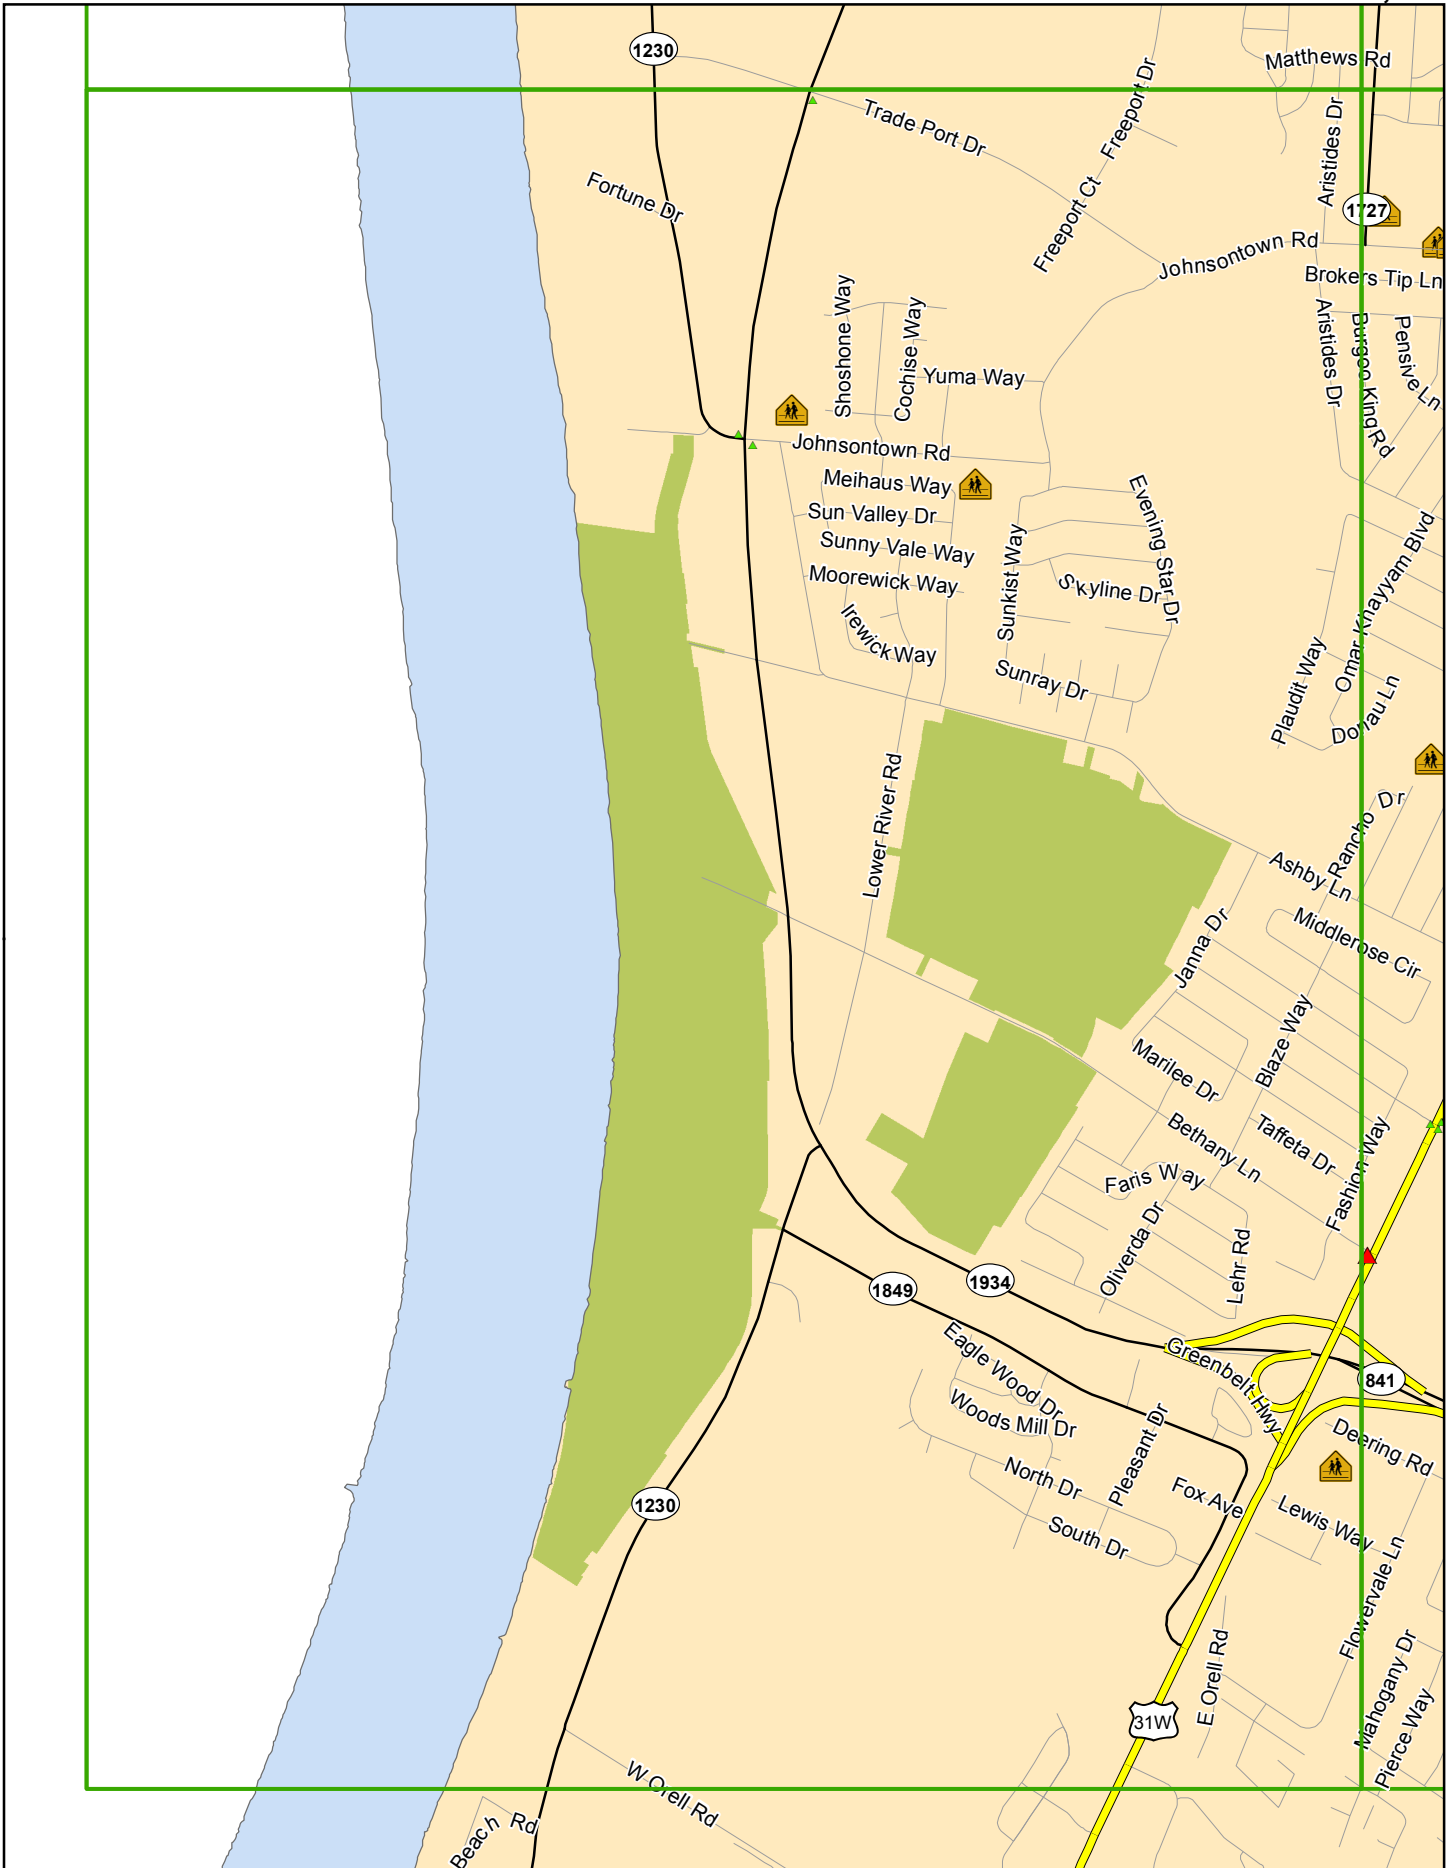 1230
Matthews Rd
Trade Port Dr
Freeport Dr
Aristides Dr
Fortune Dr
Freeport Ct
1727
Johnsontown Rd
Brokers Tip Ln
Shoshone Way
Cochise Way
Yuma Way
Aristides Dr
Burgoo King Rd
Pensive Ln
Johnsontown Rd
Meihaus Way
Sun Valley Dr
Sunny Vale Way
Moorewick Way
Irewick Way
Sunkist Way
Evening Star Dr
Skyline Dr
Sunray Dr
Omar Khayyam Blvd
Plaudit Way
Donau Ln
Lower River Rd
Rancho Dr
Ashby Ln
Middlerose Cir
Janna Dr
Blaze Way
Marilee Dr
Bethany Ln
Taffeta Dr
Fashion Way
Faris Way
Oliverda Dr
Lehr Rd
1934
1849
Greenbelt Hwy
841
Eagle Wood Dr
Woods Mill Dr
Pleasant Dr
North Dr
South Dr
Fox Ave
Deering Rd
Lewis Way
Flowervale Ln
1230
E Orell Rd
Mahogany Dr
Pierce Way
31W
W Orell Rd
Beach Rd